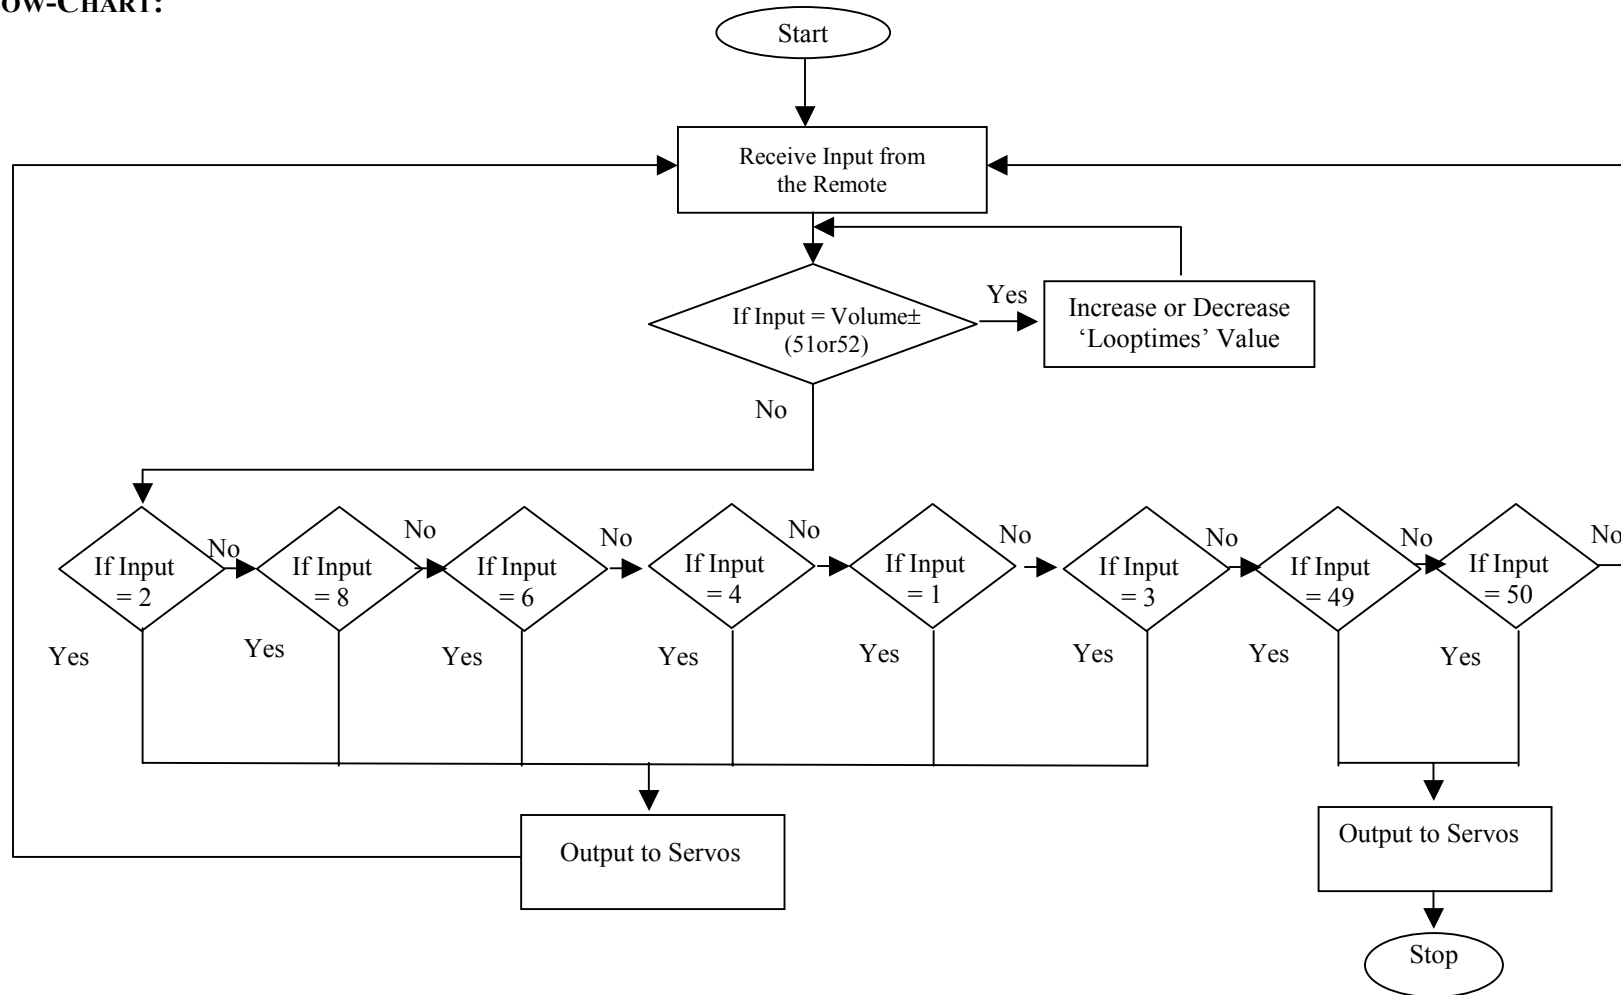 OW-CHART:
Start
Receive Input from
the Remote
Yes
Increase or Decrease
‘Looptimes’ Value
If Input = Volume±
(51or52)
No
If Input
= 2
No
If Input
= 8
No
If Input
= 6
No
If Input
= 4
No
If Input
= 1
No
If Input
= 3
No
If Input
= 49
No
If Input
= 50
No
Yes
Yes
Yes
Yes
Yes
Yes
Yes
Yes
Output to Servos
Output to Servos
Stop